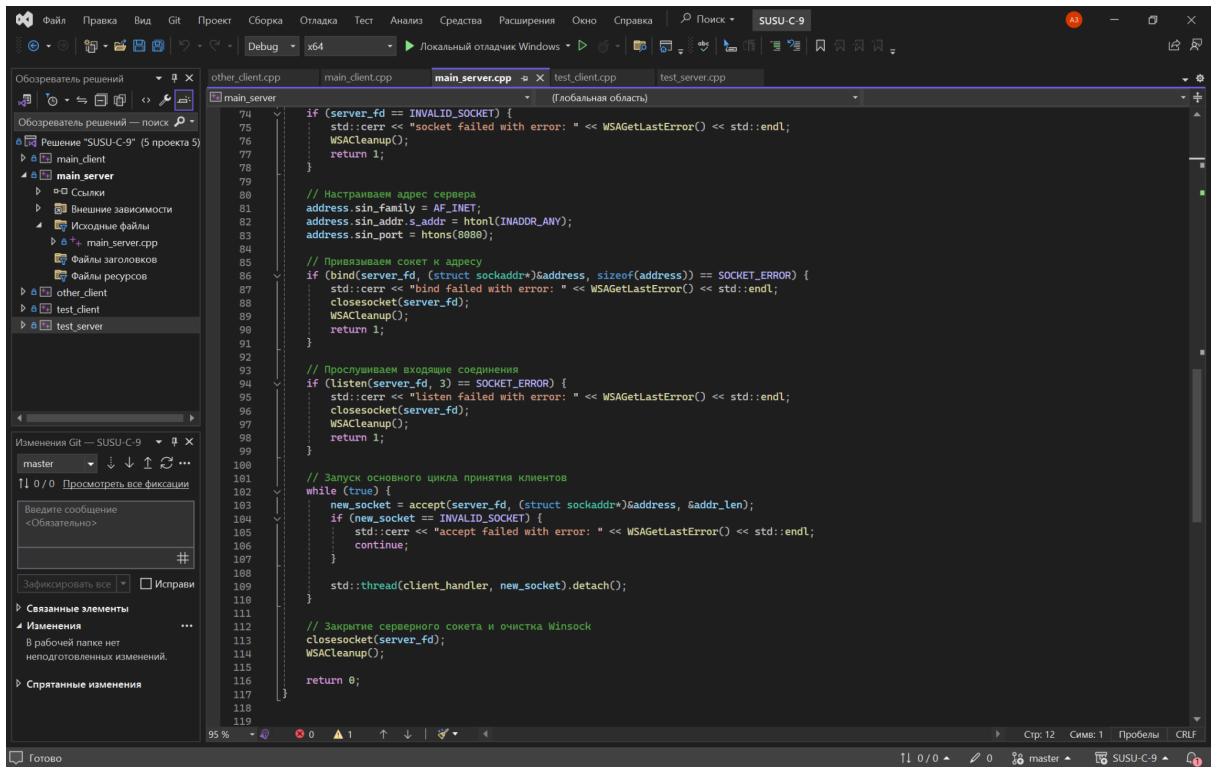 Файл Правка Вид Git Проект Сборка Отладка Тест Анализ Средства Расширения Окно Справка Поиск SUSU-C-9 АЗ
Debug x64 Локальный отладчик Windows
Обозреватель решений
Обозреватель решений — поиск
Решение "SUSU-C-9" (5 проекта 5)
main_client
main_server
Ссылки
Внешние зависимости
Исходные файлы
main_server.cpp
Файлы заголовков
Файлы ресурсов
other_client
test_client
test_server
Изменения Git — SUSU-C-9
master
0 / 0 Просмотреть все фиксации
Введите сообщение
<Обязательно>
Зафиксировать все Исправи
Связанные элементы
Изменения
В рабочей папке нет
неподготовленных изменений.
Спрятанные изменения
other_client.cpp main_client.cpp main_server.cpp test_client.cpp test_server.cpp
main_server (Глобальная область)
74 if (server_fd == INVALID_SOCKET) {
75 std::cerr << "socket failed with error: " << WSAGetLastError() << std::endl;
76 WSACleanup();
77 return 1;
78 }
79
80 // Настраиваем адрес сервера
81 address.sin_family = AF_INET;
82 address.sin_addr.s_addr = htonl(INADDR_ANY);
83 address.sin_port = htons(8080);
84
85 // Привязываем сокет к адресу
86 if (bind(server_fd, (struct sockaddr*)&address, sizeof(address)) == SOCKET_ERROR) {
87 std::cerr << "bind failed with error: " << WSAGetLastError() << std::endl;
88 closesocket(server_fd);
89 WSACleanup();
90 return 1;
91 }
92
93 // Прослушиваем входящие соединения
94 if (listen(server_fd, 3) == SOCKET_ERROR) {
95 std::cerr << "listen failed with error: " << WSAGetLastError() << std::endl;
96 closesocket(server_fd);
97 WSACleanup();
98 return 1;
99 }
100
101 // Запуск основного цикла принятия клиентов
102 while (true) {
103 new_socket = accept(server_fd, (struct sockaddr*)&address, &addr_len);
104 if (new_socket == INVALID_SOCKET) {
105 std::cerr << "accept failed with error: " << WSAGetLastError() << std::endl;
106 continue;
107 }
108
109 std::thread(client_handler, new_socket).detach();
110 }
111
112 // Закрытие серверного сокета и очистка Winsock
113 closesocket(server_fd);
114 WSACleanup();
115
116 return 0;
117 }
118
119
95 % 0 1 Стр: 12 Симв: 1 Пробелы CRLF
Готово 0 / 0 0 master SUSU-C-9 1